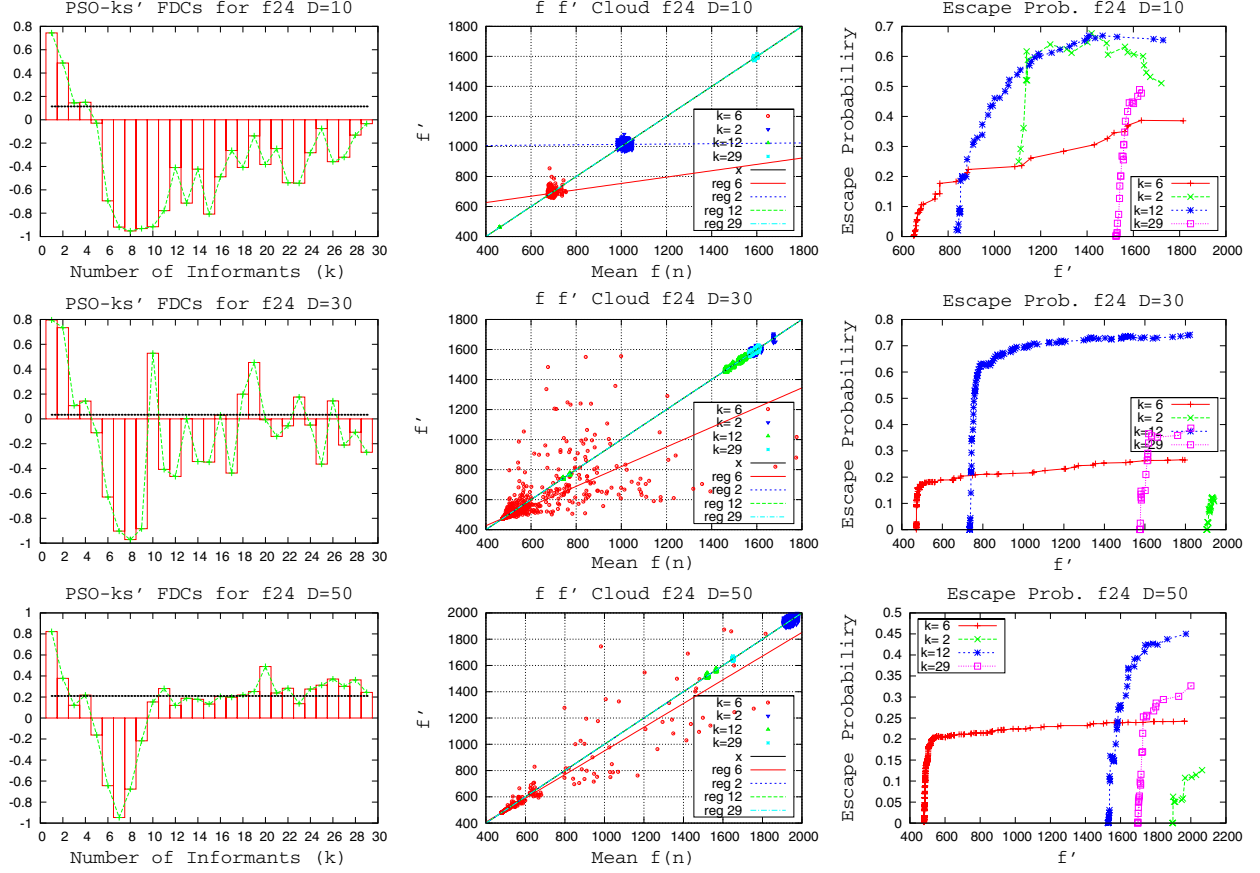 PSO-ks' FDCs for f24 D=10
0.8
0.6
0.4
0.2
0
-0.2
-0.4
-0.6
-0.8
-1
0 2 4 6 8 10 12 14 16 18 20 22 24 26 28 30
Number of Informants (k)
f f' Cloud f24 D=10
f'
1800
1600
1400
1200
1000
800
600
400
k= 6
k= 2
k=12
k=29
x
reg 6
reg 2
reg 12
reg 29
400 600 800 1000 1200 1400 1600 1800
Mean f(n)
Escape Prob. f24 D=10
Escape Probabiliry
0.7
0.6
0.5
0.4
0.3
0.2
0.1
0
k= 6
k= 2
k=12
k=29
600 800 1000 1200 1400 1600 1800 2000
f'
PSO-ks' FDCs for f24 D=30
0.8
0.6
0.4
0.2
0
-0.2
-0.4
-0.6
-0.8
-1
0 2 4 6 8 10 12 14 16 18 20 22 24 26 28 30
Number of Informants (k)
f f' Cloud f24 D=30
f'
1800
1600
1400
1200
1000
800
600
400
k= 6
k= 2
k=12
k=29
x
reg 6
reg 2
reg 12
reg 29
400 600 800 1000 1200 1400 1600 1800
Mean f(n)
Escape Prob. f24 D=30
Escape Probabiliry
0.8
0.7
0.6
0.5
0.4
0.3
0.2
0.1
0
k= 6
k= 2
k=12
k=29
400 600 800 1000 1200 1400 1600 1800 2000
f'
PSO-ks' FDCs for f24 D=50
1
0.8
0.6
0.4
0.2
0
-0.2
-0.4
-0.6
-0.8
-1
0 2 4 6 8 10 12 14 16 18 20 22 24 26 28 30
Number of Informants (k)
f f' Cloud f24 D=50
f'
2000
1800
1600
1400
1200
1000
800
600
400
k= 6
k= 2
k=12
k=29
x
reg 6
reg 2
reg 12
reg 29
400 600 800 1000 1200 1400 1600 1800 2000
Mean f(n)
Escape Prob. f24 D=50
Escape Probabiliry
0.5
0.45
0.4
0.35
0.3
0.25
0.2
0.15
0.1
0.05
0
k= 6
k= 2
k=12
k=29
400 600 800 1000 1200 1400 1600 1800 2000 2200
f'